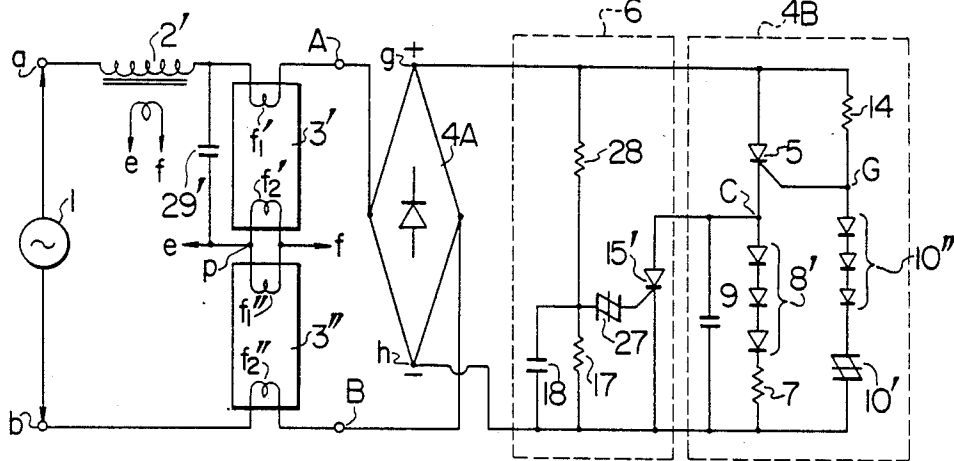 6
4B
2'
a
A
g
+
f1'
3'
4A
14
e
f
29'
28
5
G
1
f2'
C
e
f
p
15'
8'
10''
f1''
3''
9
27
f2''
h
−
18
17
7
10'
b
B